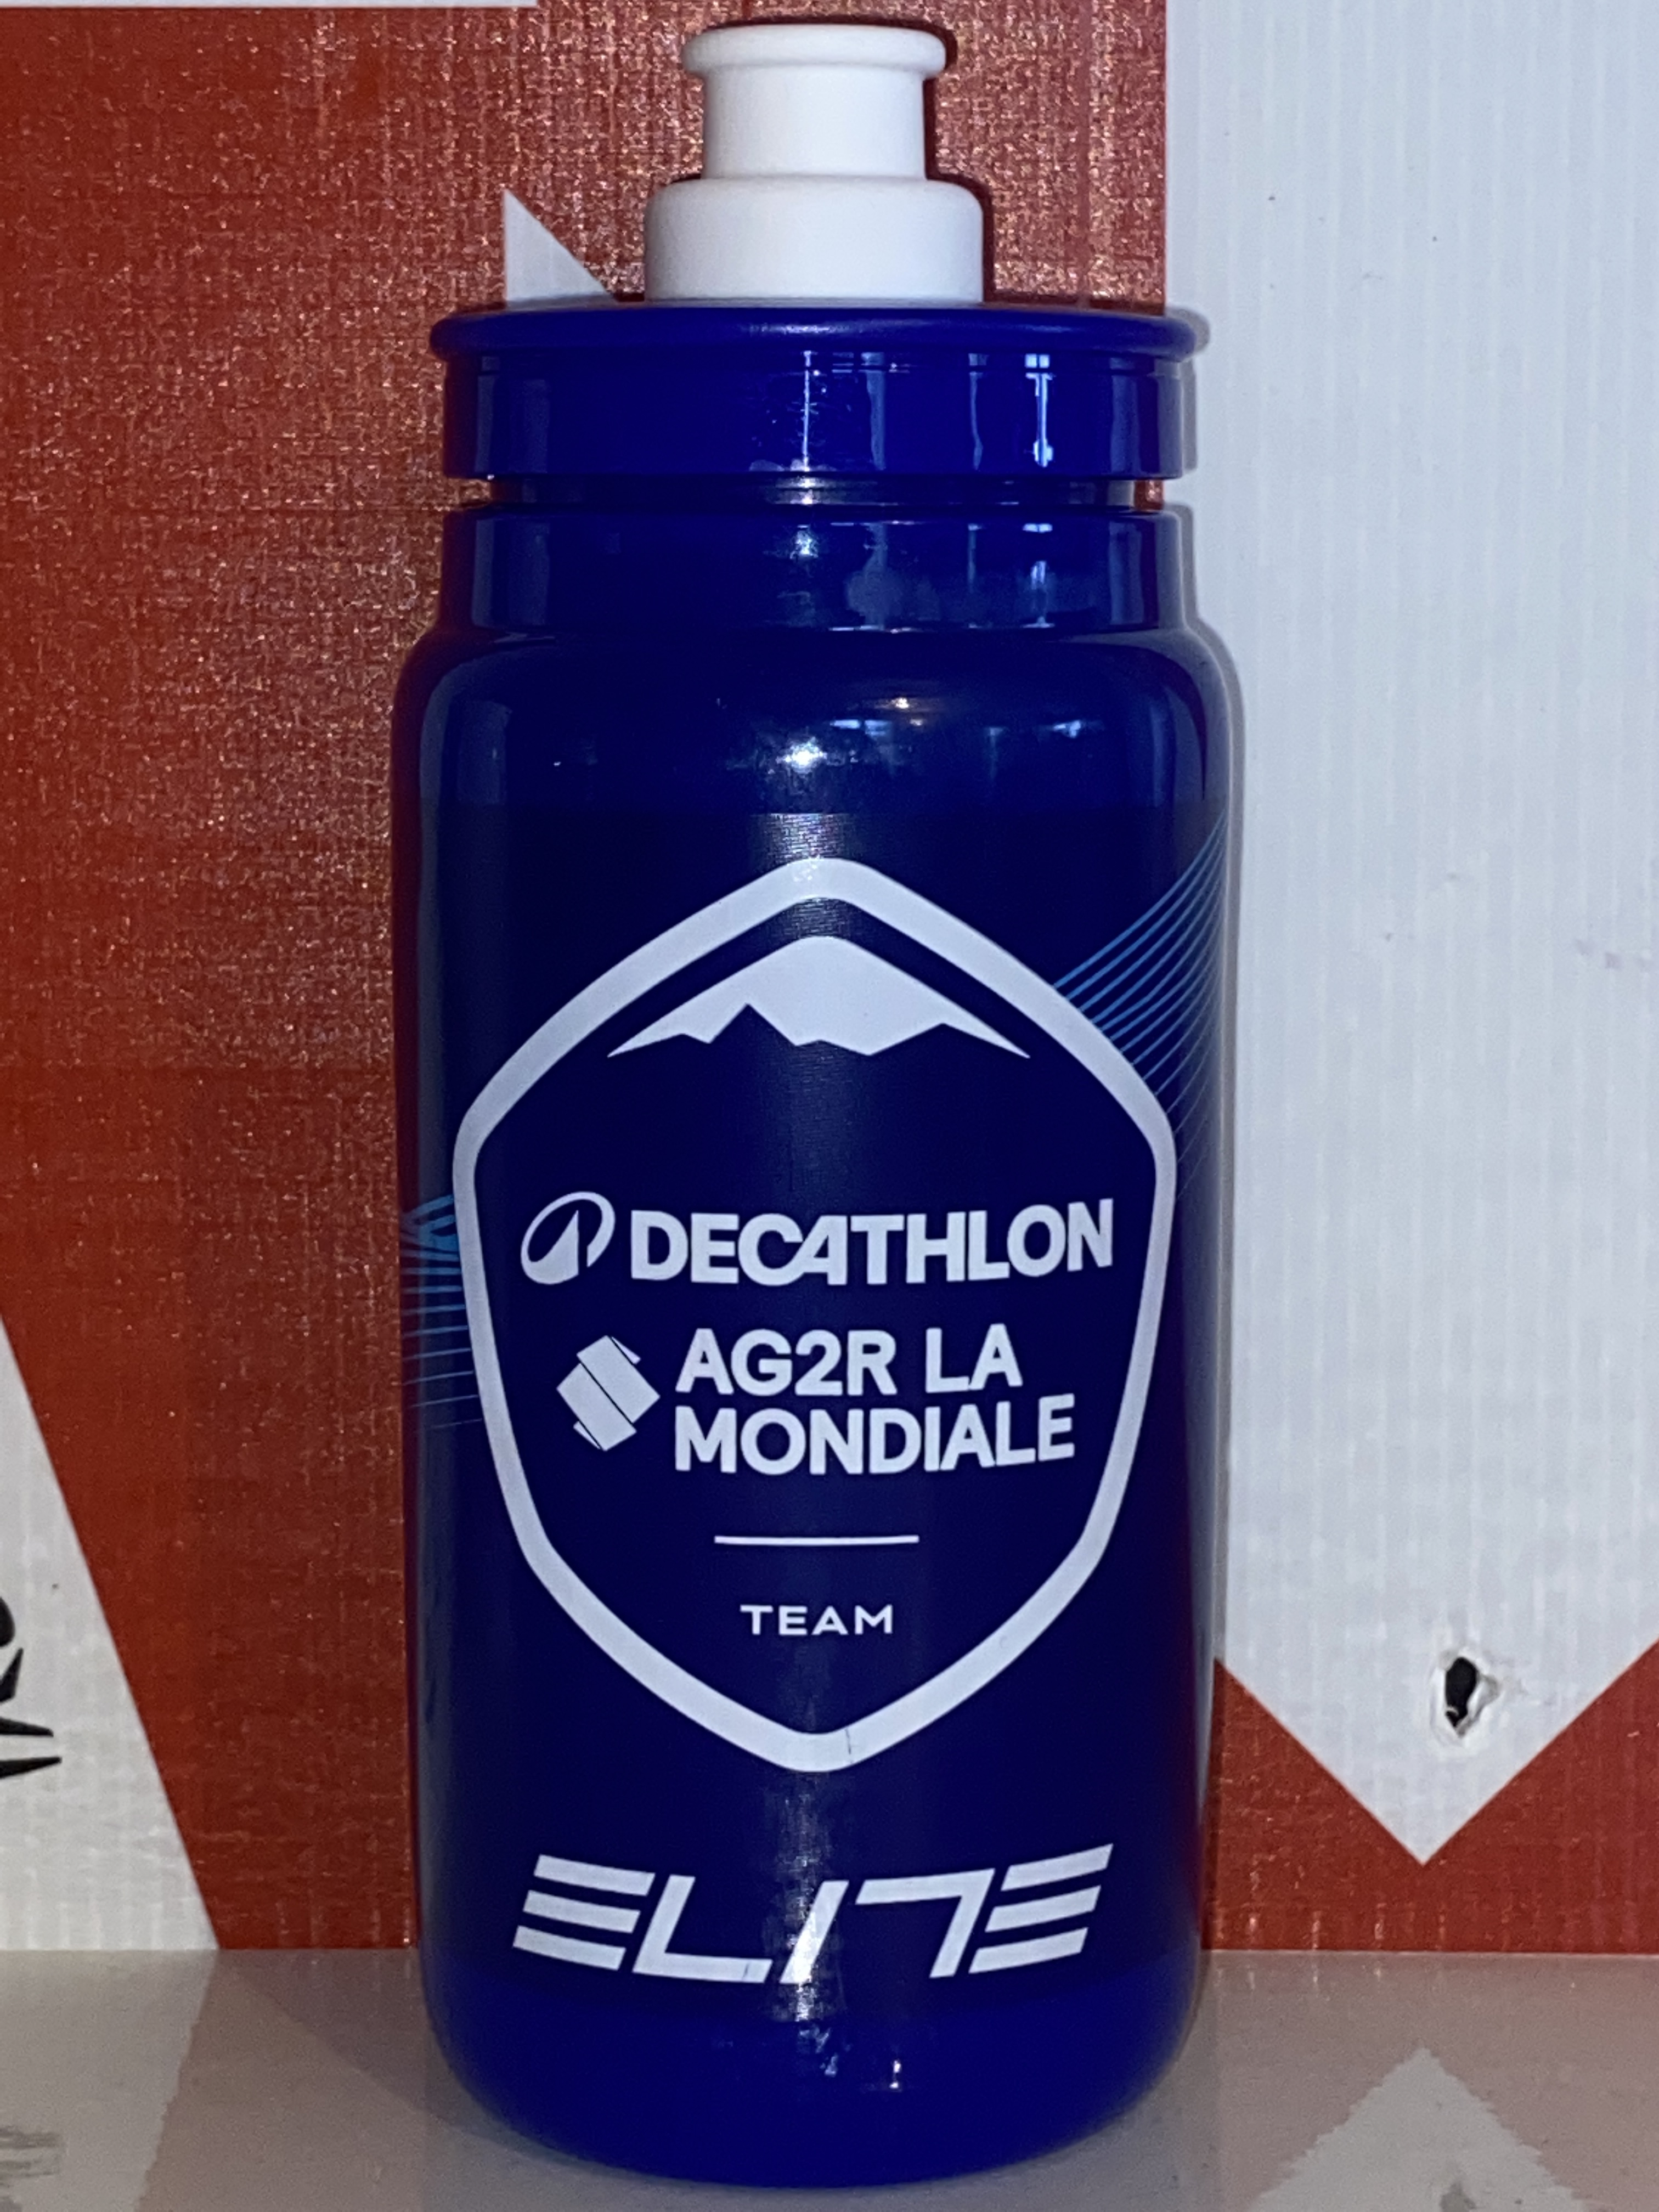 DECATHLON
AG2R LA
MONDIALE
TEAM
ELITE